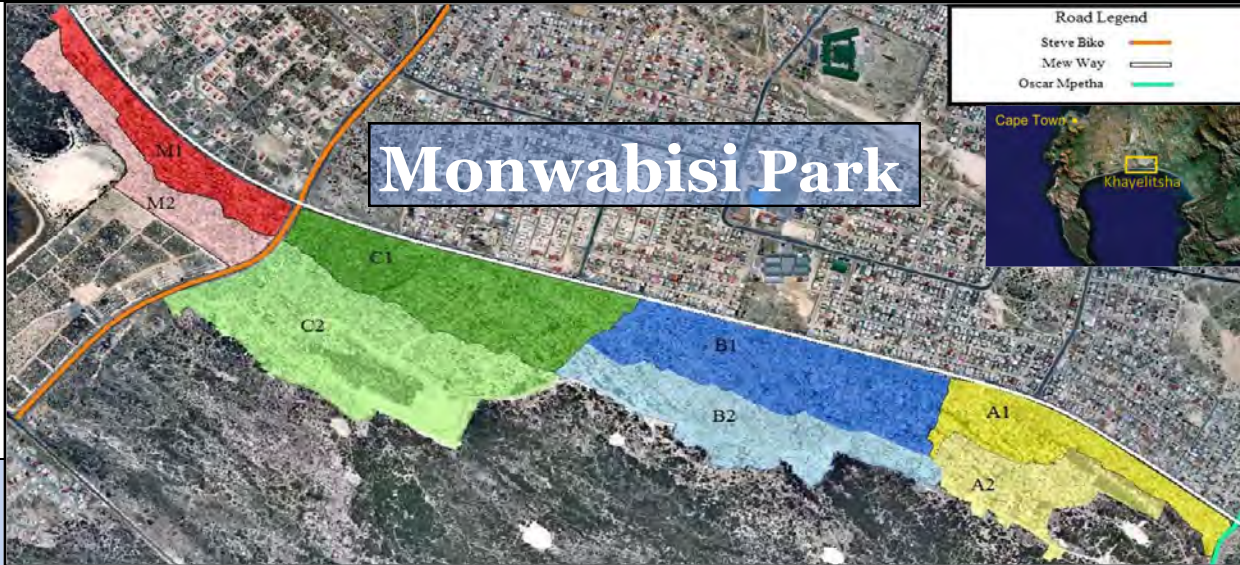 Road Legend
Steve Biko
Mew Way
Oscar Mpetha
Cape Town
Khayelitsha
Monwabisi Park
M1
M2
C1
C2
B1
B2
A1
A2